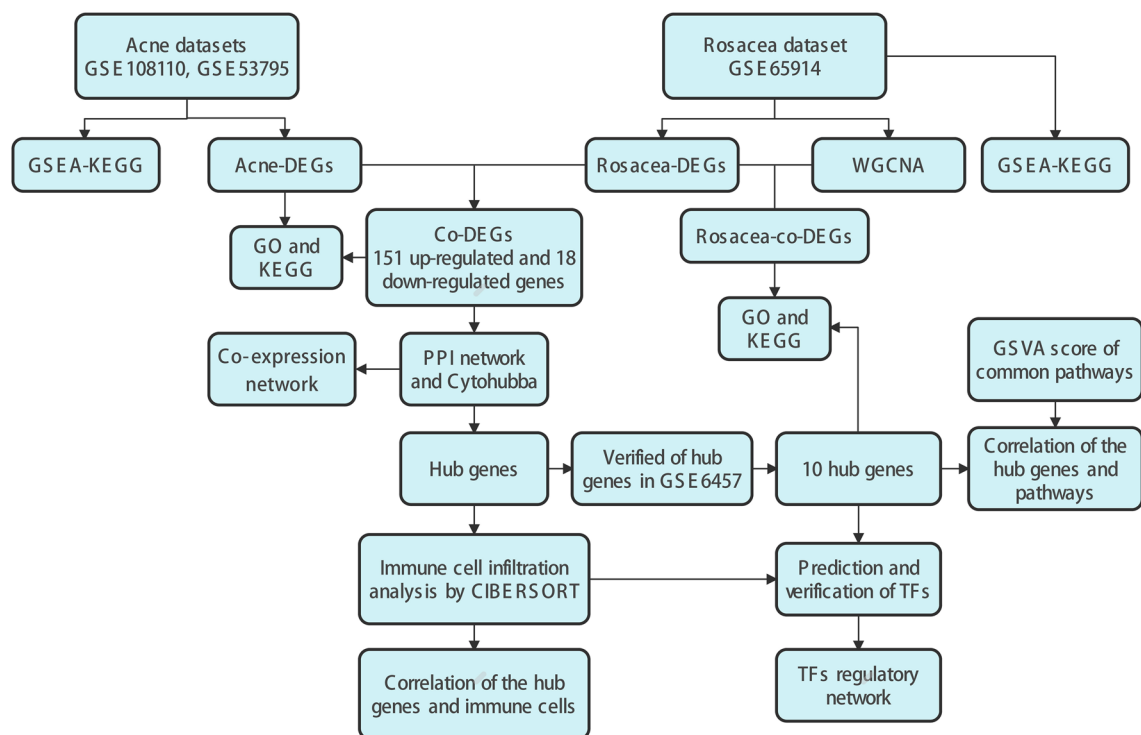 Acne datasets
GSE108110, GSE53795
Rosacea dataset
GSE65914
GSEA-KEGG
Acne-DEGs
Rosacea-DEGs
WGCNA
GSEA-KEGG
GO and
KEGG
Co-DEGs
151 up-regulated and 18
down-regulated genes
Rosacea-co-DEGs
GO and
KEGG
Co-expression
network
PPI network
and Cytohubba
GSVA score of
common pathways
Hub genes
Verified of hub
genes in GSE6457
10 hub genes
Correlation of the
hub genes and
pathways
Immune cell infiltration
analysis by CIBERSORT
Prediction and
verification of TFs
Correlation of the hub
genes and immune cells
TFs regulatory
network